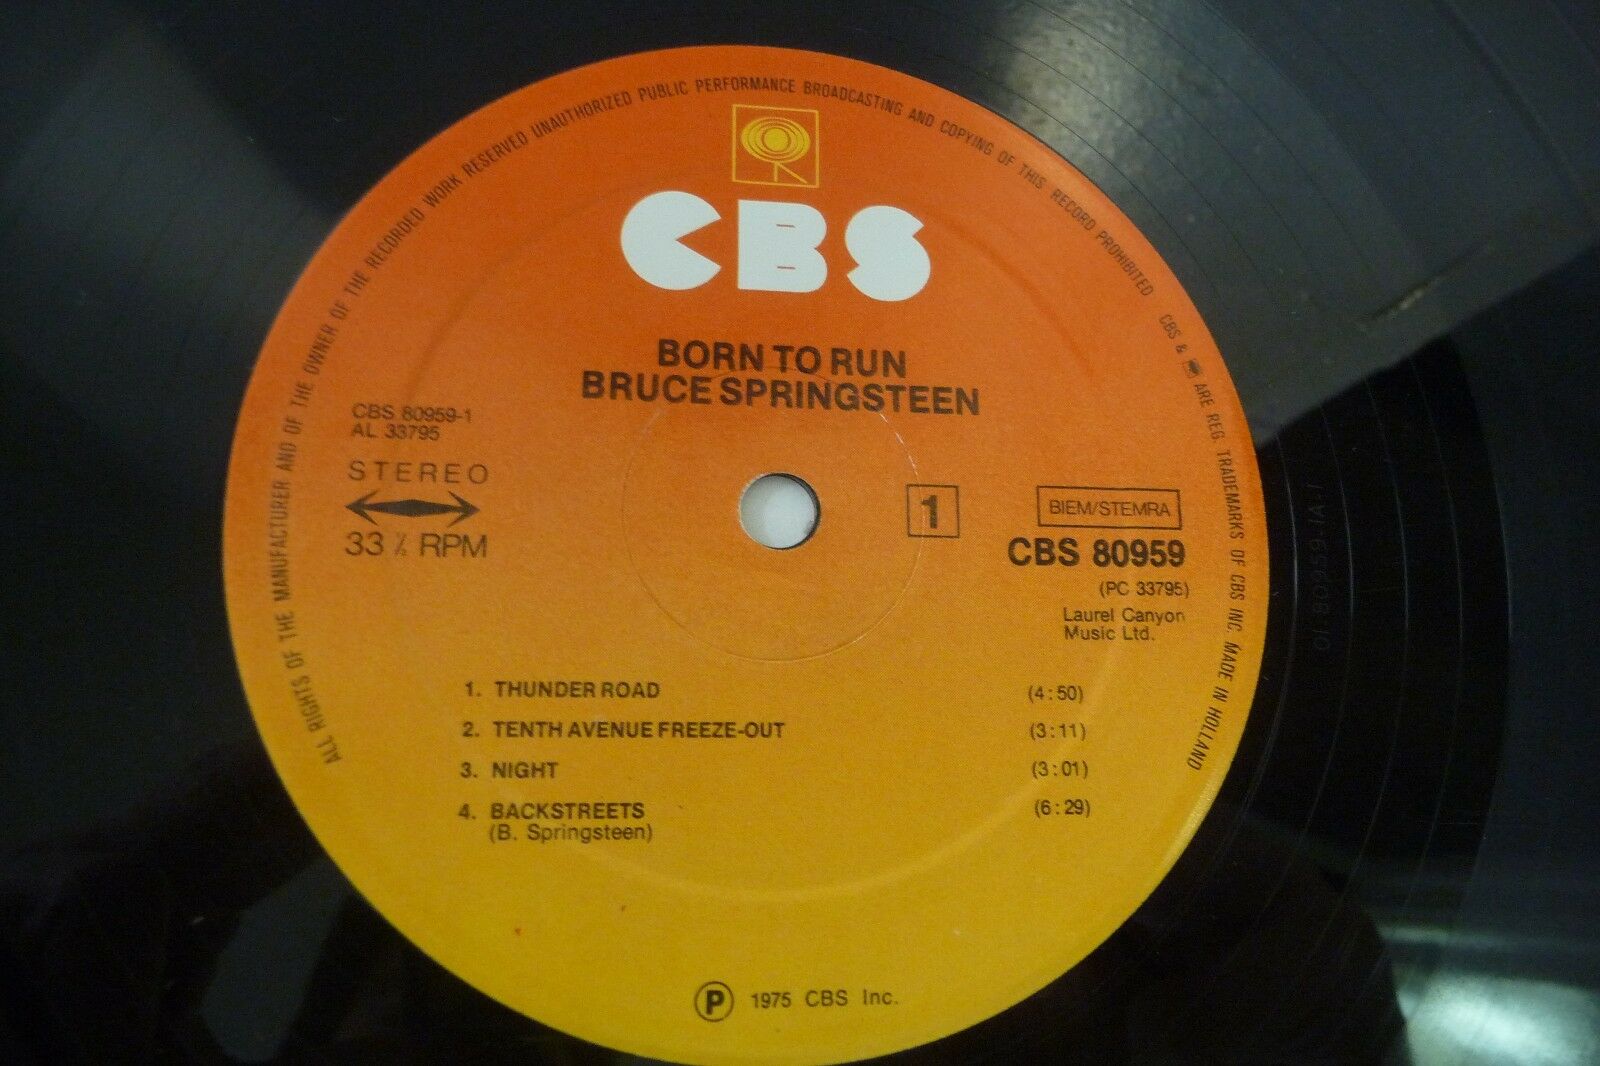 ALL RIGHTS OF THE MANUFACTURER AND OF THE OWNER OF THE RECORDED WORK RESERVED UNAUTHORIZED PUBLIC PERFORMANCE BROADCASTING AND COPYING OF THIS RECORD PROHIBITED
CBS & ARE REG. TRADEMARKS OF CBS INC. MADE IN HOLLAND
CBS
BORN TO RUN
BRUCE SPRINGSTEEN
CBS 80959-1
AL 33795
STEREO
33 ⅓ RPM
1
BIEM/STEMRA
CBS 80959
(PC 33795)
Laurel Canyon
Music Ltd.
1. THUNDER ROAD (4:50)
2. TENTH AVENUE FREEZE-OUT (3:11)
3. NIGHT (3:01)
4. BACKSTREETS (6:29)
(B. Springsteen)
Ⓟ 1975 CBS Inc.